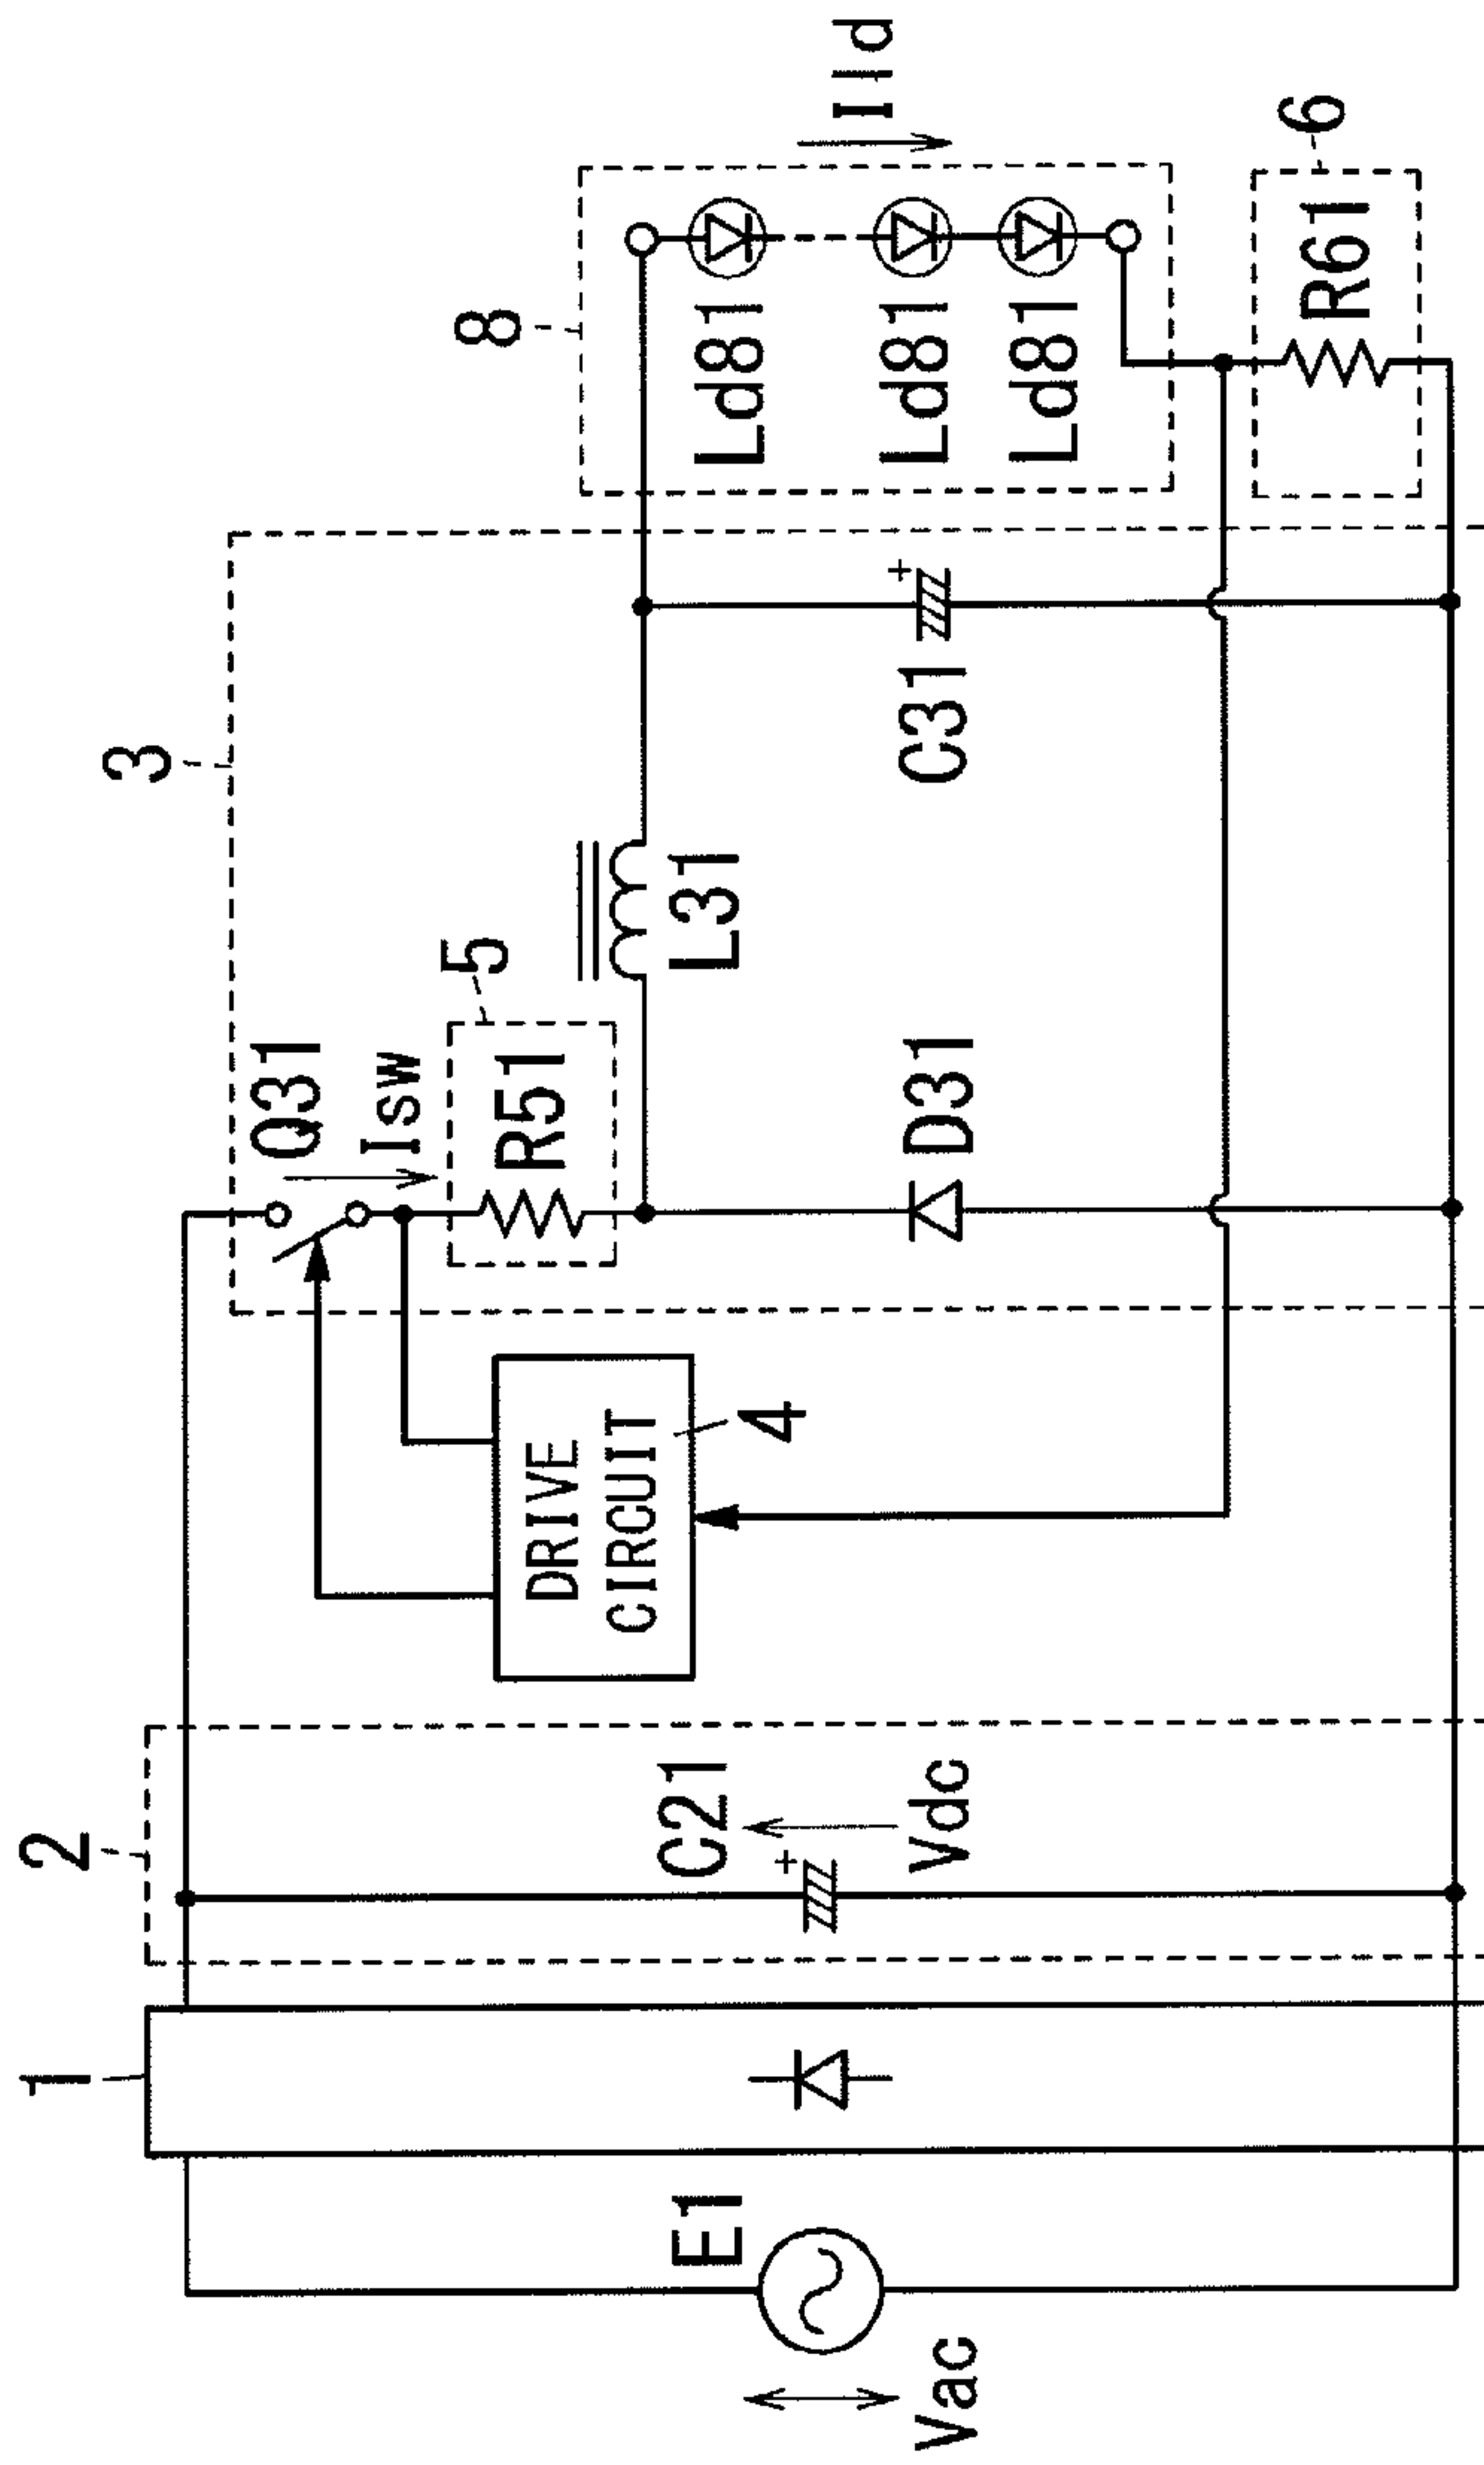 1
2
3
8
Q31
Isw
5
R51
L31
Ild
E1
C21
DRIVE
CIRCUIT
4
Ld81
Ld81
Ld81
Vac
Vdc
D31
C31
6
R61